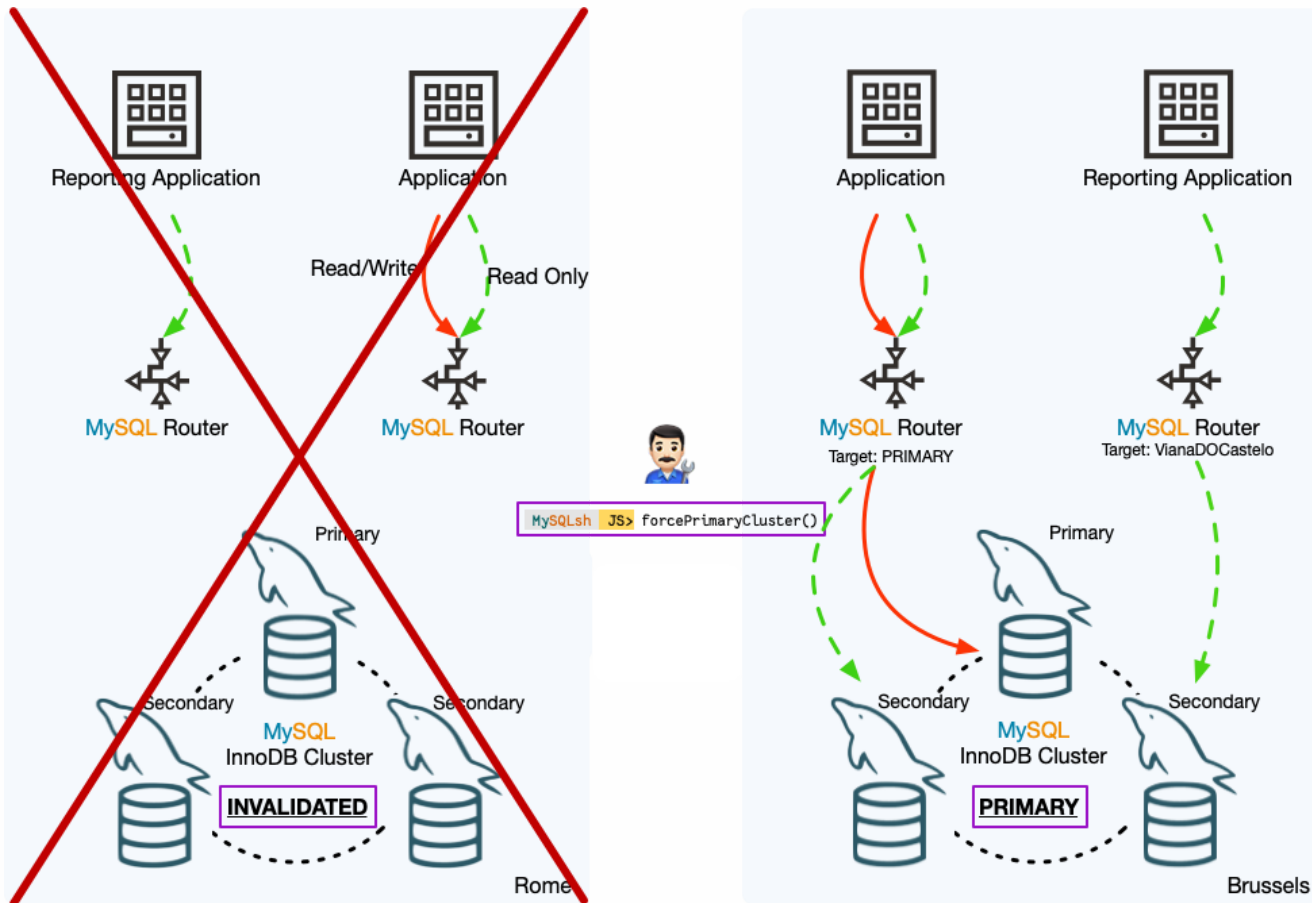 Reporting Application
Application
Read/Write
Read Only
MySQL Router
MySQL Router
Primary
Secondary
Secondary
MySQL
InnoDB Cluster
INVALIDATED
Rome
MySQLsh JS> forcePrimaryCluster()
Application
Reporting Application
MySQL Router
Target: PRIMARY
MySQL Router
Target: VianaDOCastelo
Primary
Secondary
Secondary
MySQL
InnoDB Cluster
PRIMARY
Brussels